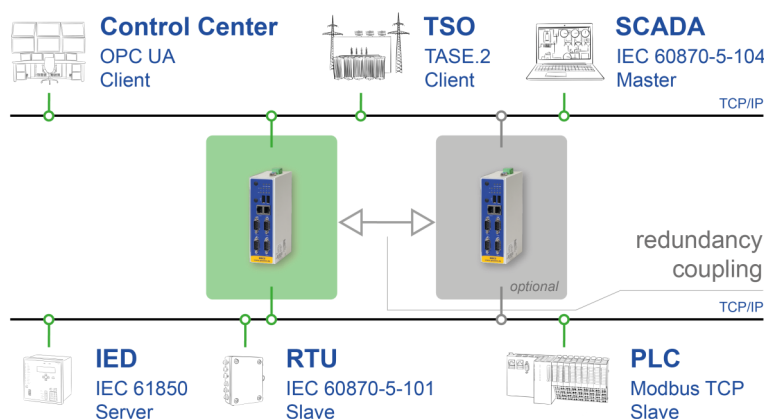 Control Center
OPC UA
Client
TSO
TASE.2
Client
SCADA
IEC 60870-5-104
Master
TCP/IP
optional
redundancy
coupling
TCP/IP
IED
IEC 61850
Server
RTU
IEC 60870-5-101
Slave
PLC
Modbus TCP
Slave